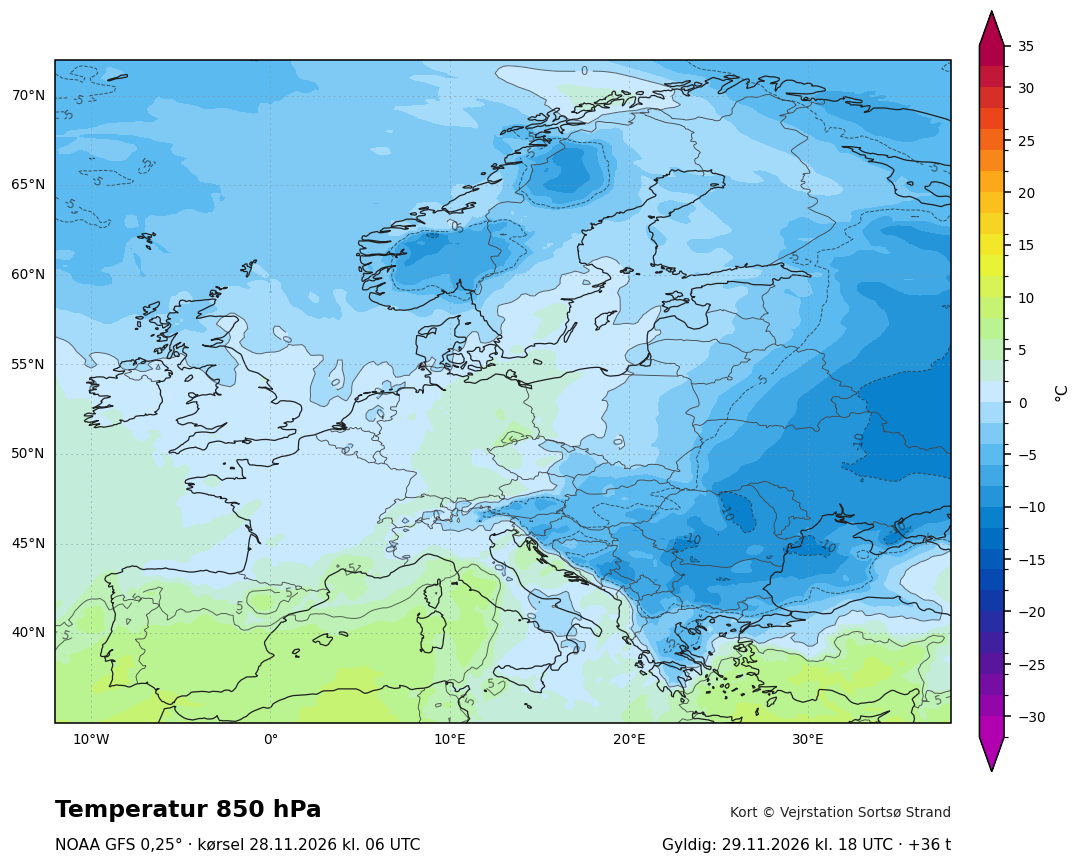 70°N
65°N
60°N
55°N
50°N
45°N
40°N
10°W 0° 10°E 20°E 30°E
35
30
25
20
15
10
5
0
−5
−10
−15
−20
−25
−30
°C
Temperatur 850 hPa
Kort © Vejrstation Sortsø Strand
NOAA GFS 0,25° · kørsel 28.11.2026 kl. 06 UTC
Gyldig: 29.11.2026 kl. 18 UTC · +36 t